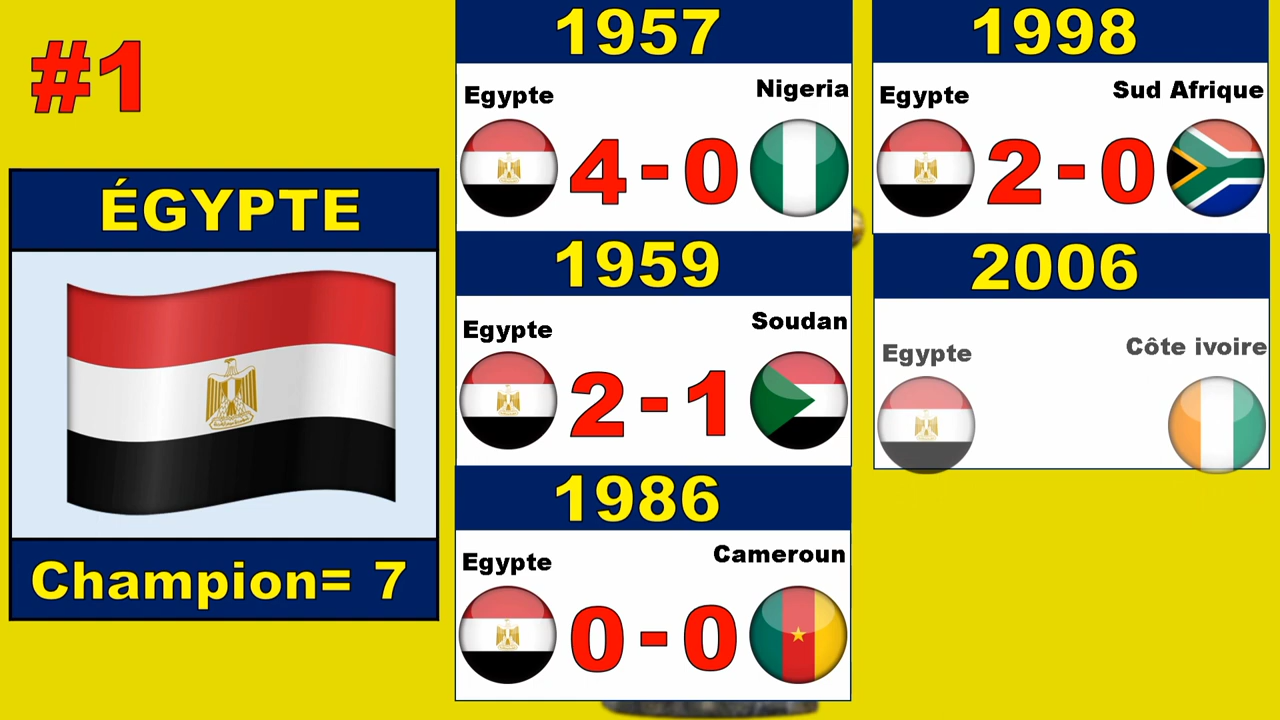 #1
ÉGYPTE
Champion= 7
1957
Egypte Nigeria
4-0
1959
Egypte Soudan
2-1
1986
Egypte Cameroun
0-0
1998
Egypte Sud Afrique
2-0
2006
Egypte Côte ivoire